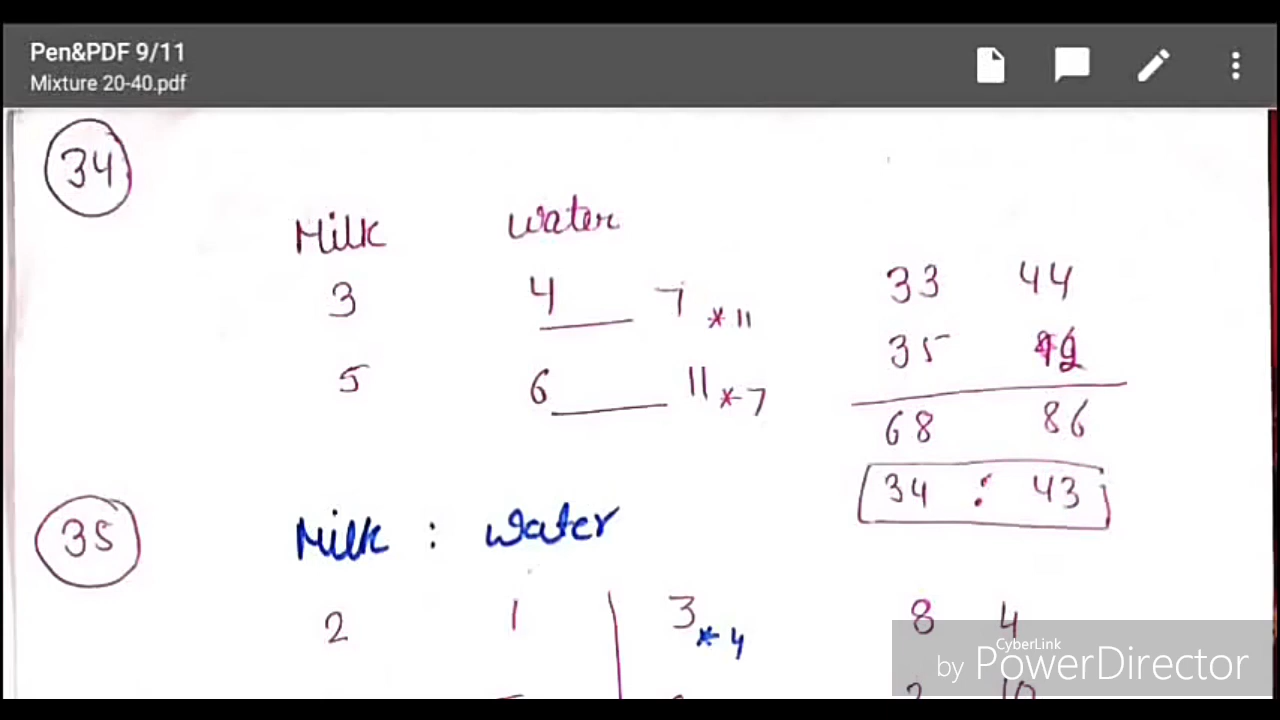 Pen&PDF 9/11
Mixture 20-40.pdf
34
Milk water
3 4 7 * 11 33 44
5 6 11 * 7 35 42
68 86
34 : 43
35 Milk : water
2 1 3 * 4 8 4
10
CyberLink
by PowerDirector